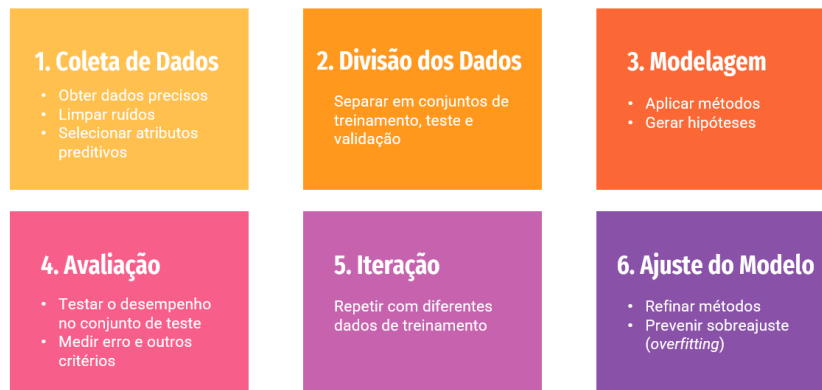 1. Coleta de Dados
• Obter dados precisos
• Limpar ruídos
• Selecionar atributos
preditivos
2. Divisão dos Dados
Separar em conjuntos de
treinamento, teste e
validação
3. Modelagem
• Aplicar métodos
• Gerar hipóteses
4. Avaliação
• Testar o desempenho
no conjunto de teste
• Medir erro e outros
critérios
5. Iteração
Repetir com diferentes
dados de treinamento
6. Ajuste do Modelo
• Refinar métodos
• Prevenir sobreajuste
(overfitting)